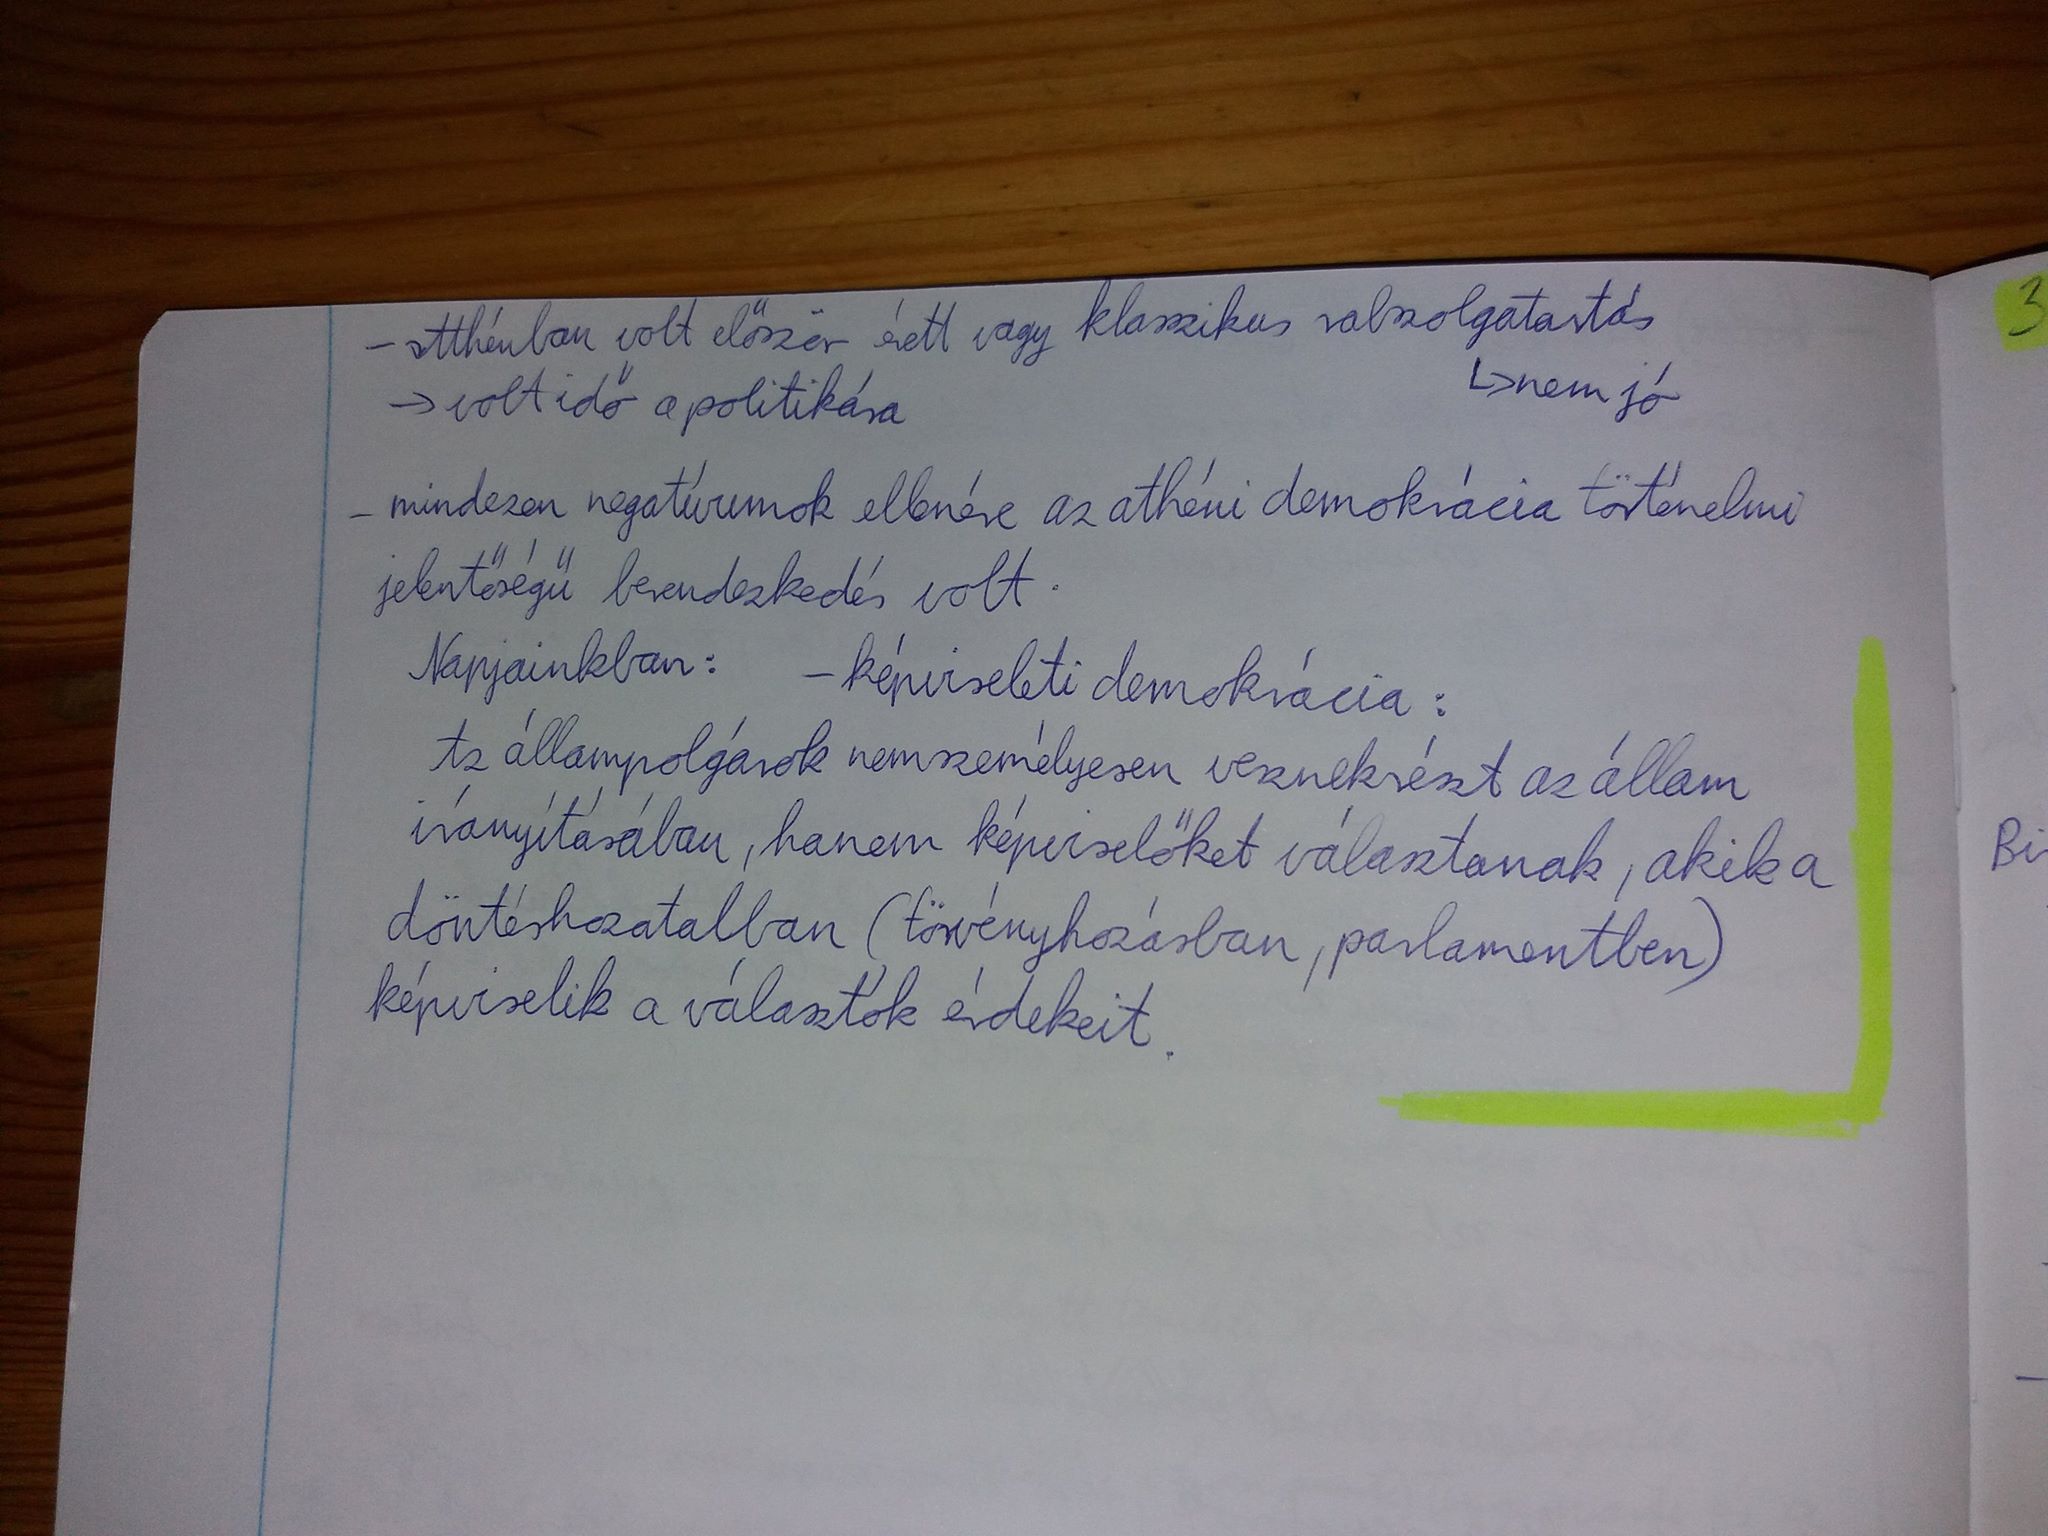 - Athénban volt először érett vagy klasszikus rabszolgatartás
↳ nem jó
→ volt idő a politikára
- mindezen negatívumok ellenére az athéni demokrácia történelmi
jelentőségű berendezkedés volt.
Napjainkban: - képviseleti demokrácia:
Az állampolgárok nem személyesen vesznek részt az állam
irányításában, hanem képviselőket választanak, akik a
döntéshozatalban (törvényhozásban, parlamentben)
képviselik a választók érdekeit.
3
Bi